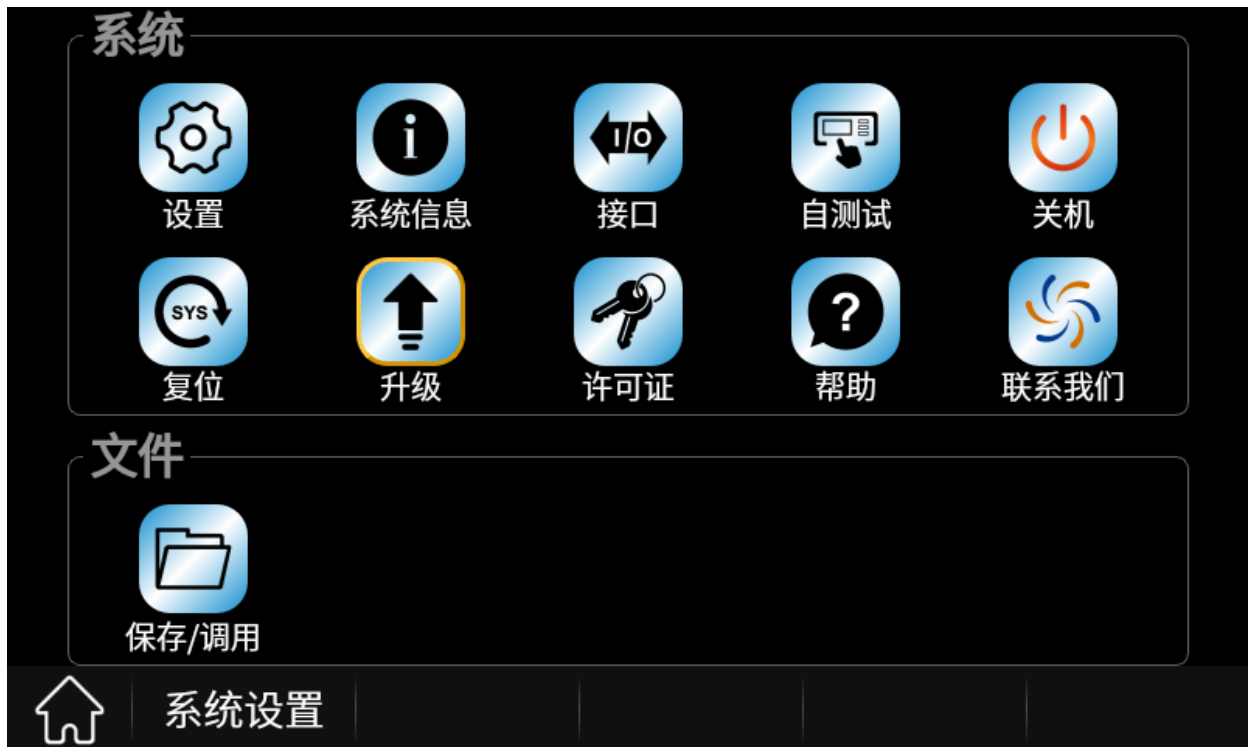 系统
i
I/O
设置
系统信息
接口
自测试
关机
SYS
?
复位
升级
许可证
帮助
联系我们
文件
保存/调用
系统设置